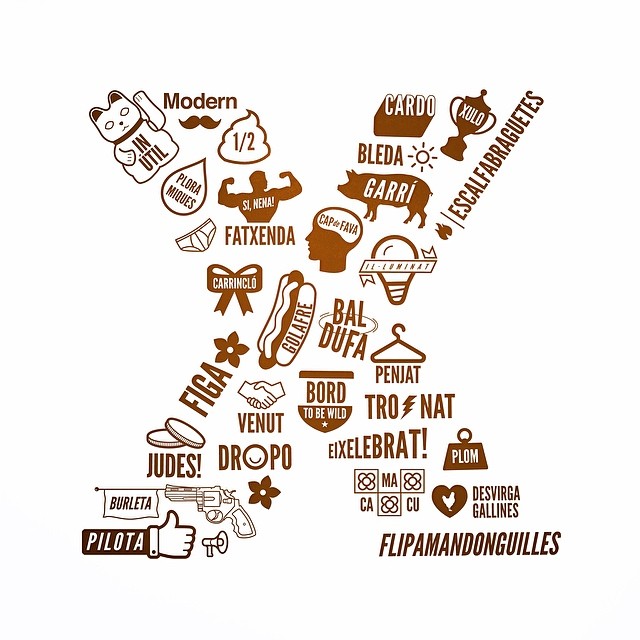 Modern
INÚTIL
1/2
PLORA
MIQUES
SI, NENA!
FATXENDA
CARDO
XULO
|ESCALFABRAGUETES
BLEDA
GARRÍ
CAP de FAVA
IL·LUMINAT
CARRINCLÓ
GOLAFRE
BAL
DUFA
PENJAT
FIGA
VENUT
BORD
TO BE WILD
TRO NAT
EIXELEBRAT!
JUDES!
DROPO
PLOM
MA
CA CU
DESVIRGA
GALLINES
BURLETA
PILOTA
FLIPAMANDONGUILLES